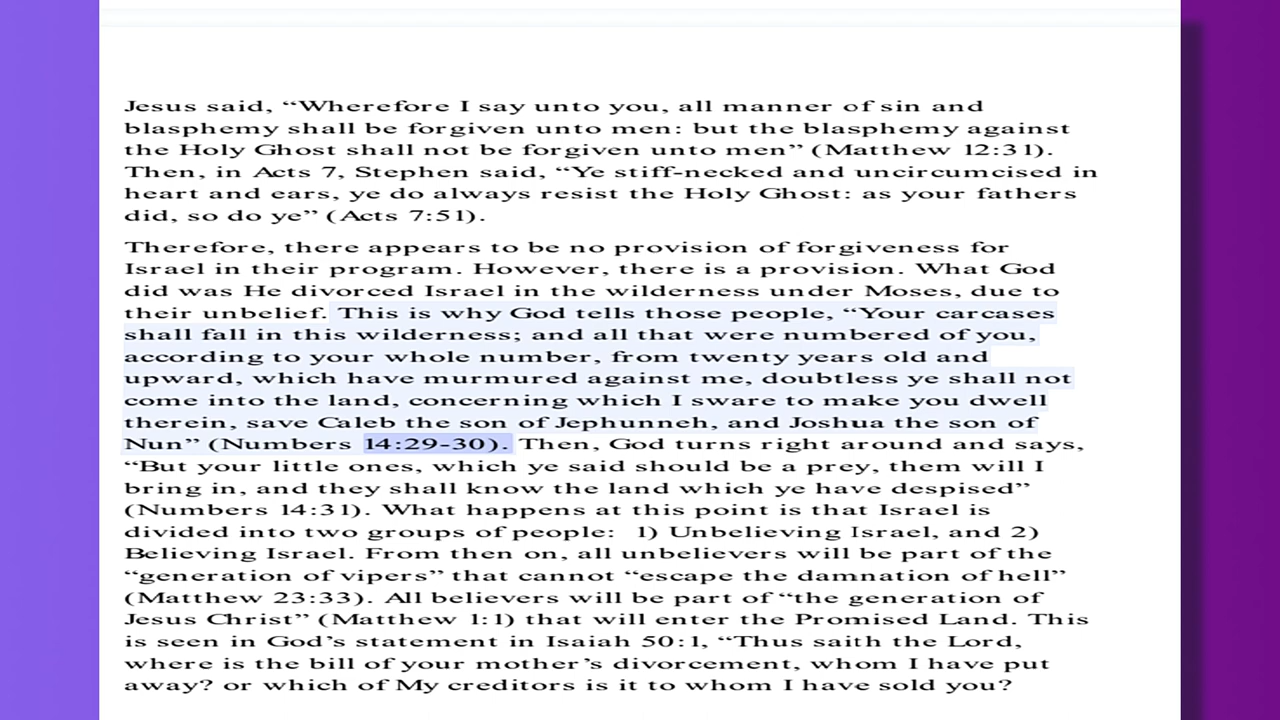 Jesus said, “Wherefore I say unto you, all manner of sin and
blasphemy shall be forgiven unto men: but the blasphemy against
the Holy Ghost shall not be forgiven unto men” (Matthew 12:31).
Then, in Acts 7, Stephen said, “Ye stiff-necked and uncircumcised in
heart and ears, ye do always resist the Holy Ghost: as your fathers
did, so do ye” (Acts 7:51).
Therefore, there appears to be no provision of forgiveness for
Israel in their program. However, there is a provision. What God
did was He divorced Israel in the wilderness under Moses, due to
their unbelief. This is why God tells those people, “Your carcases
shall fall in this wilderness; and all that were numbered of you,
according to your whole number, from twenty years old and
upward, which have murmured against me, doubtless ye shall not
come into the land, concerning which I sware to make you dwell
therein, save Caleb the son of Jephunneh, and Joshua the son of
Nun” (Numbers 14:29-30). Then, God turns right around and says,
“But your little ones, which ye said should be a prey, them will I
bring in, and they shall know the land which ye have despised”
(Numbers 14:31). What happens at this point is that Israel is
divided into two groups of people: 1) Unbelieving Israel, and 2)
Believing Israel. From then on, all unbelievers will be part of the
“generation of vipers” that cannot “escape the damnation of hell”
(Matthew 23:33). All believers will be part of “the generation of
Jesus Christ” (Matthew 1:1) that will enter the Promised Land. This
is seen in God’s statement in Isaiah 50:1, “Thus saith the Lord,
where is the bill of your mother’s divorcement, whom I have put
away? or which of My creditors is it to whom I have sold you?